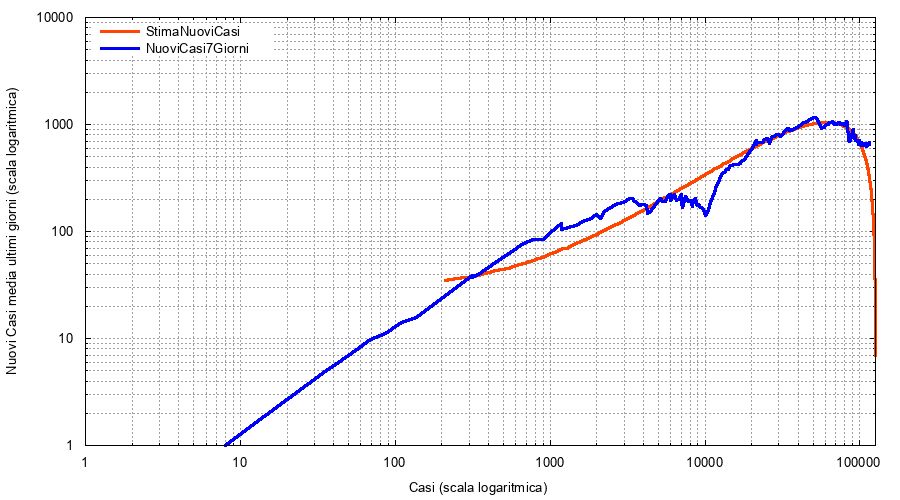 10000
1000
100
10
1
StimaNuoviCasi
NuoviCasi7Giorni
Nuovi Casi media ultimi giorni (scala logaritmica)
1 10 100 1000 10000 100000
Casi (scala logaritmica)